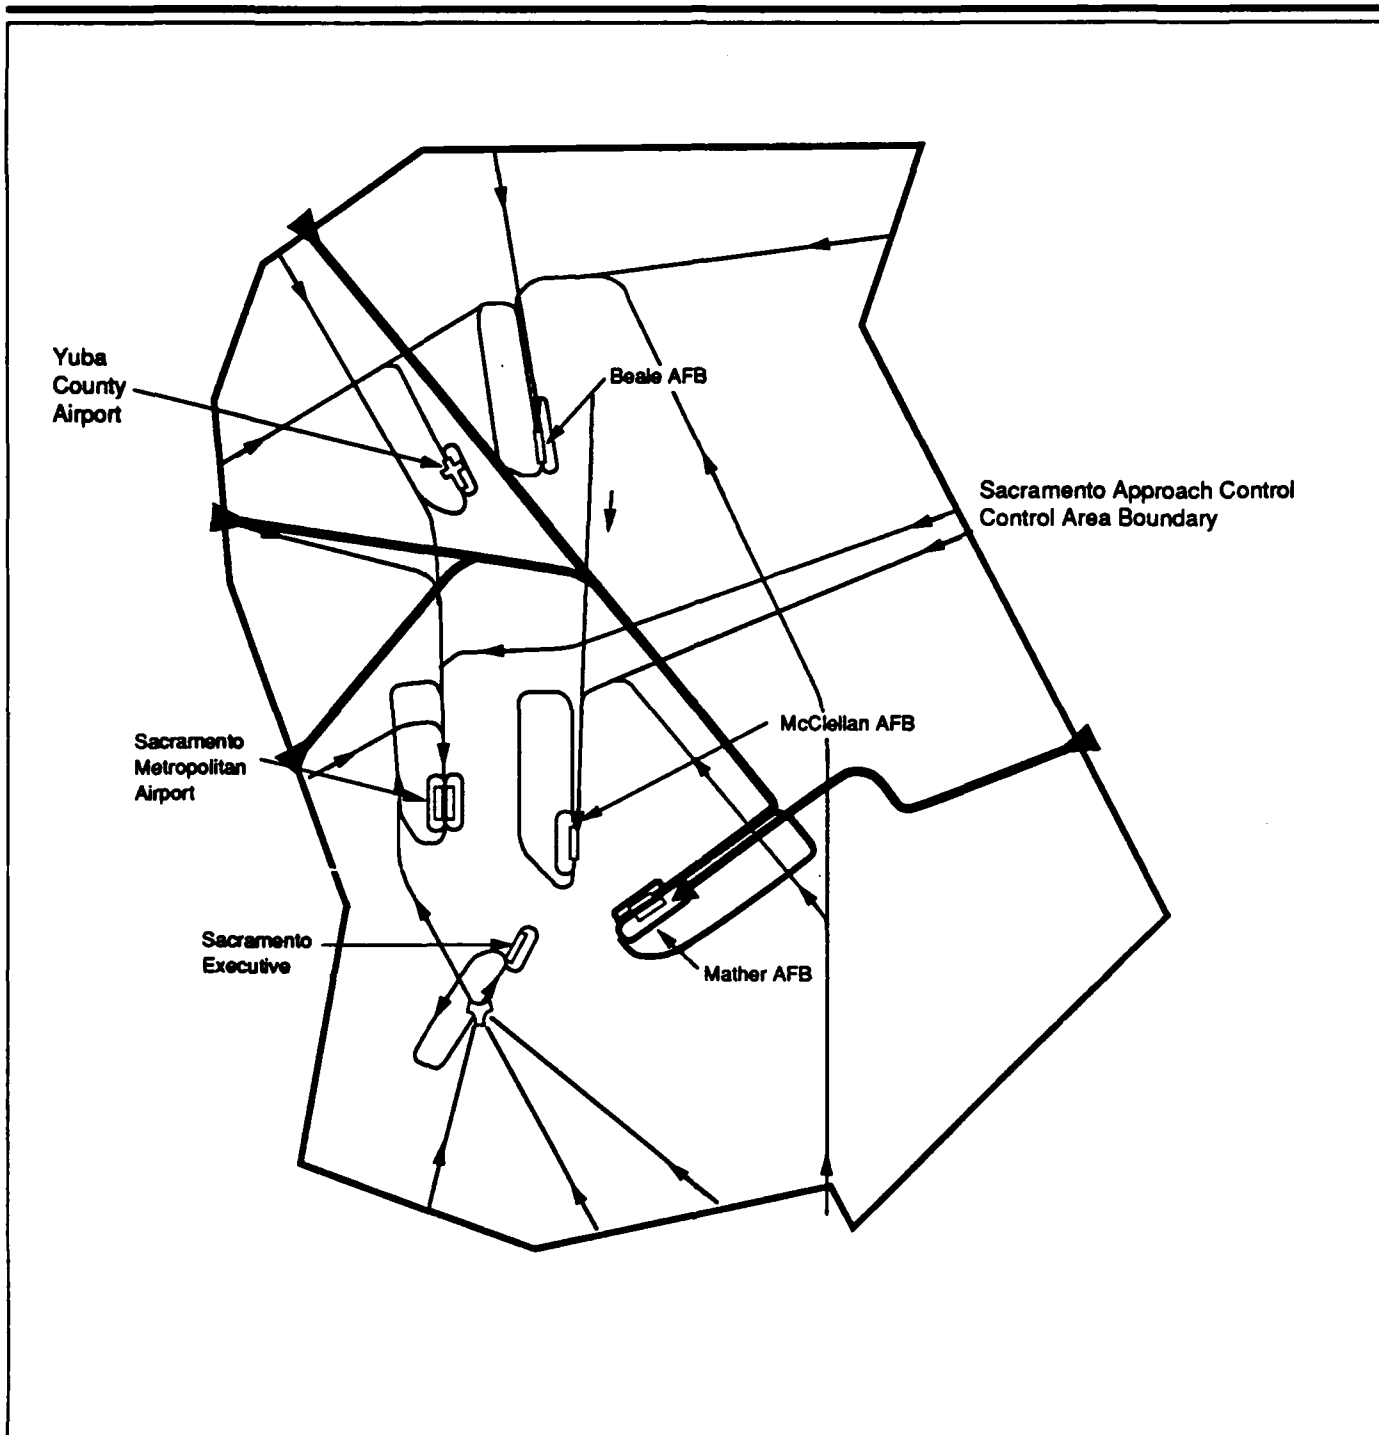 Yuba
County
Airport
Beale AFB
Sacramento Approach Control
Control Area Boundary
Sacramento
Metropolitan
Airport
McClellan AFB
Sacramento
Executive
Mather AFB